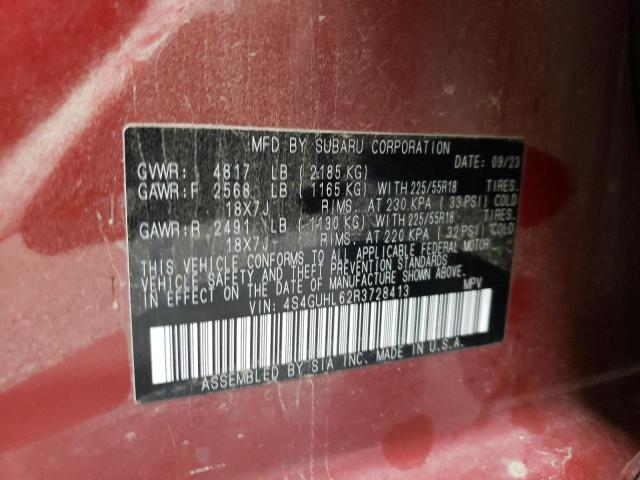 MFD BY SUBARU CORPORATION
GVWR: 4817 LB (2185 KG) DATE: 09/23
GAWR:F 2568 LB (1165 KG) WITH 225/55R18 TIRES.
18X7J RIMS. AT 230 KPA (33 PSI) COLD
GAWR:R 2491 LB (1130 KG) WITH 225/55R18 TIRES.
18X7J RIMS. AT 220 KPA (32 PSI) COLD
THIS VEHICLE CONFORMS TO ALL APPLICABLE FEDERAL MOTOR
VEHICLE SAFETY AND THEFT PREVENTION STANDARDS
IN EFFECT ON THE DATE OF MANUFACTURE SHOWN ABOVE.
VIN: 4S4GUHL62R3728413 MPV
ASSEMBLED BY SIA INC. MADE IN U.S.A.